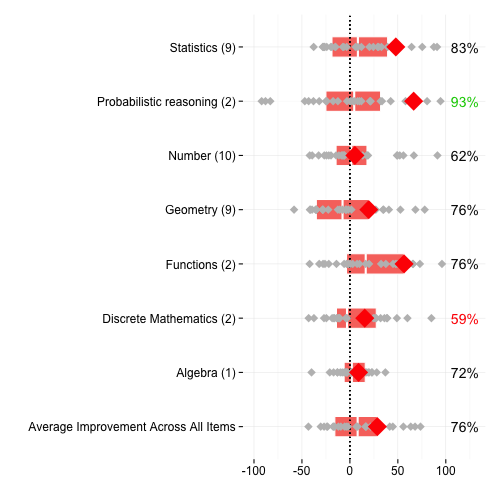 Statistics (9) 83%
Probabilistic reasoning (2) 93%
Number (10) 62%
Geometry (9) 76%
Functions (2) 76%
Discrete Mathematics (2) 59%
Algebra (1) 72%
Average Improvement Across All Items 76%
-100 -50 0 50 100